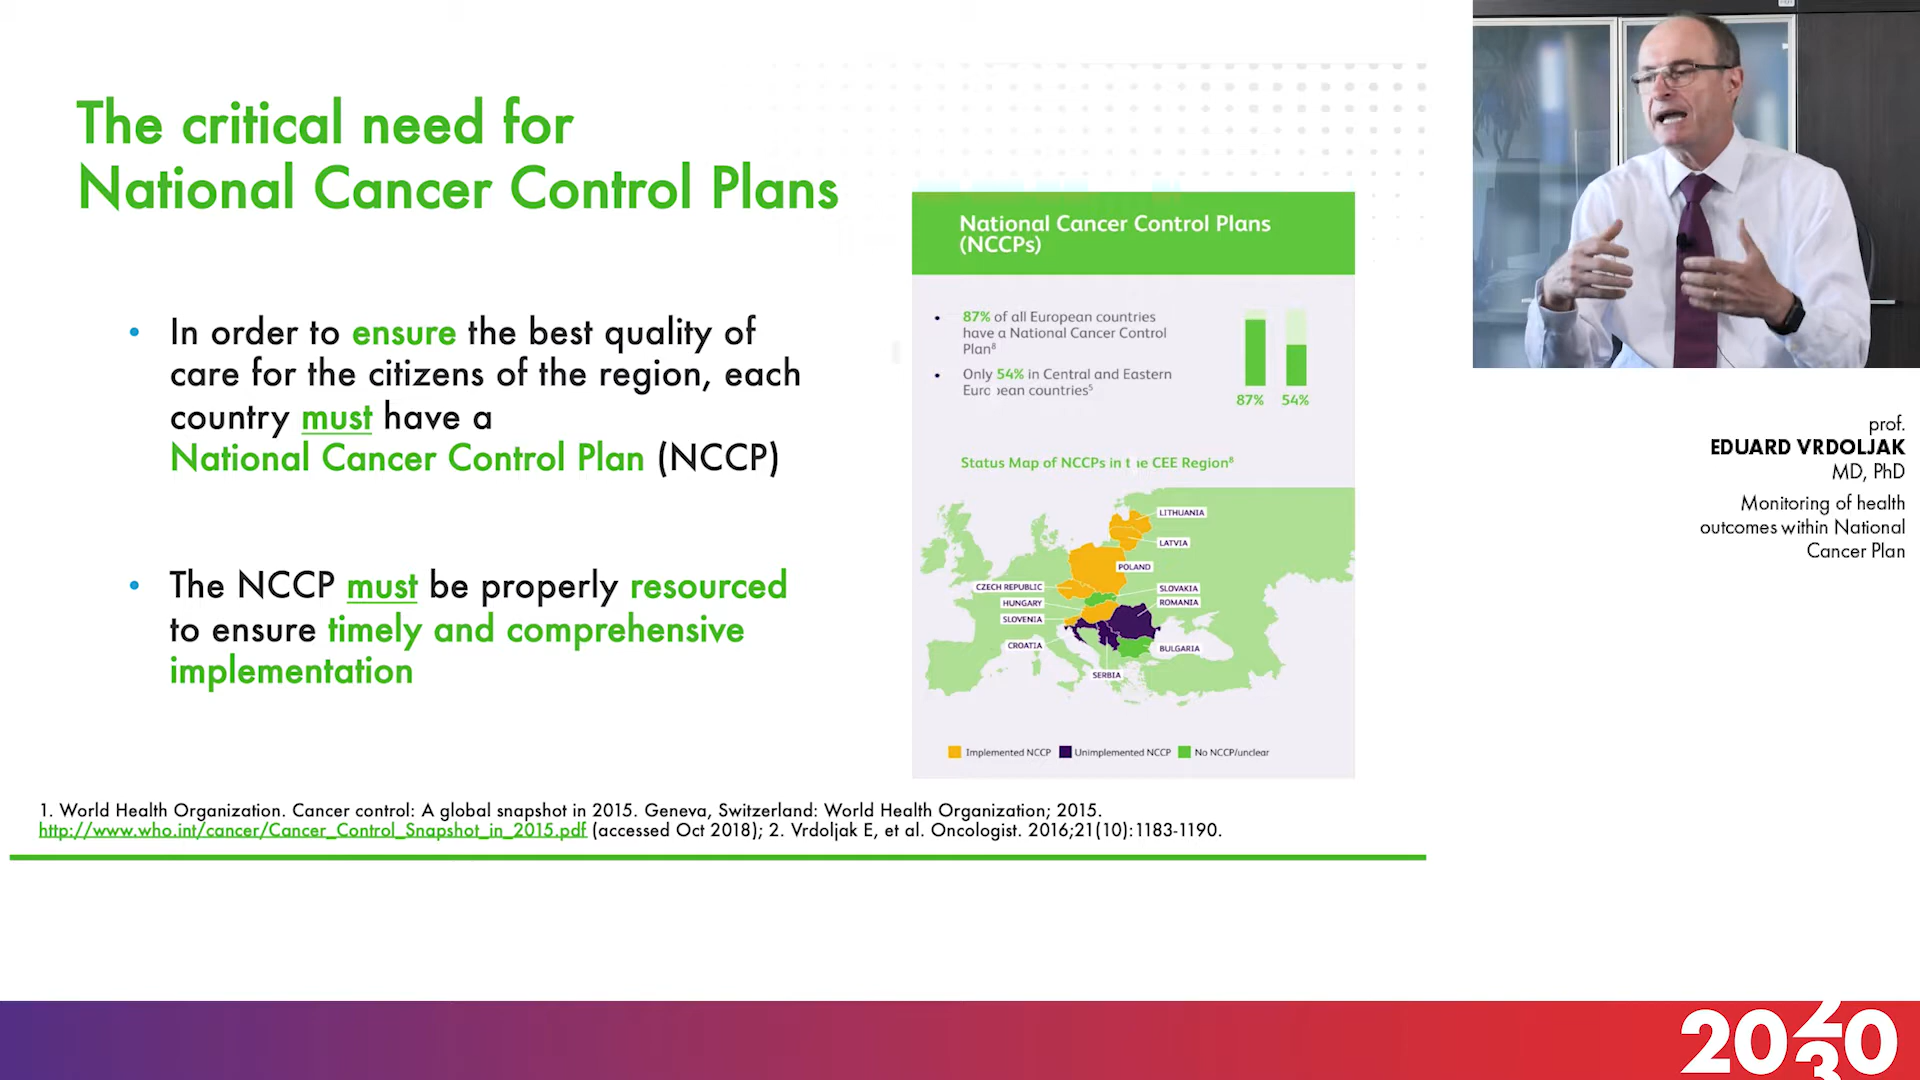 The critical need for
National Cancer Control Plans
• In order to ensure the best quality of
care for the citizens of the region, each
country must have a
National Cancer Control Plan (NCCP)
• The NCCP must be properly resourced
to ensure timely and comprehensive
implementation
National Cancer Control Plans
(NCCPs)
• 87% of all European countries
have a National Cancer Control
Plan⁸
• Only 54% in Central and Eastern
European countries⁵
87% 54%
Status Map of NCCPs in the CEE Region⁸
LITHUANIA
LATVIA
POLAND
CZECH REPUBLIC
SLOVAKIA
HUNGARY
ROMANIA
SLOVENIA
CROATIA
BULGARIA
SERBIA
Implemented NCCP Unimplemented NCCP No NCCP/unclear
1. World Health Organization. Cancer control: A global snapshot in 2015. Geneva, Switzerland: World Health Organization; 2015.
http://www.who.int/cancer/Cancer_Control_Snapshot_in_2015.pdf (accessed Oct 2018); 2. Vrdoljak E, et al. Oncologist. 2016;21(10):1183-1190.
prof.
EDUARD VRDOLJAK
MD, PhD
Monitoring of health
outcomes within National
Cancer Plan
2020
3